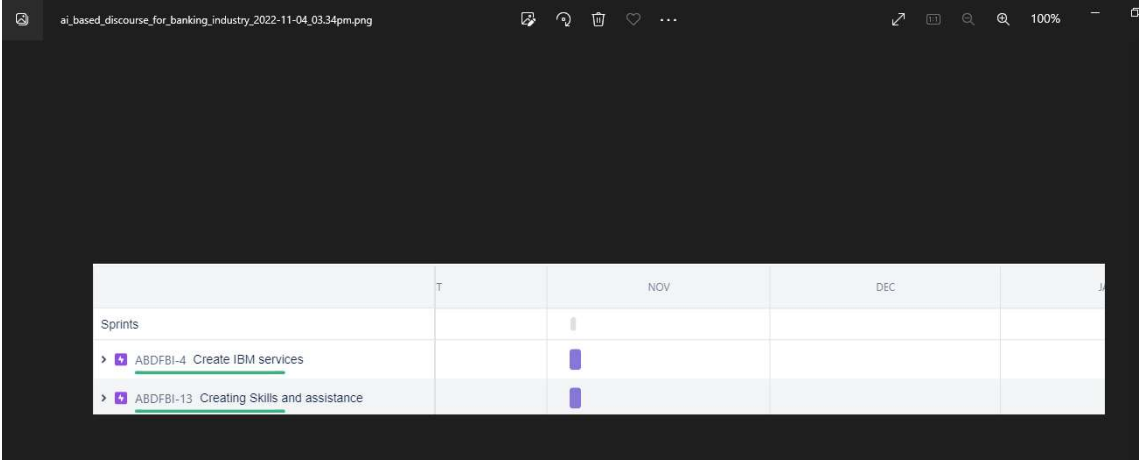 ai_based_discourse_for_banking_industry_2022-11-04_03.34pm.png
100%
T
NOV
DEC
JA
Sprints
ABDFBI-4 Create IBM services
ABDFBI-13 Creating Skills and assistance